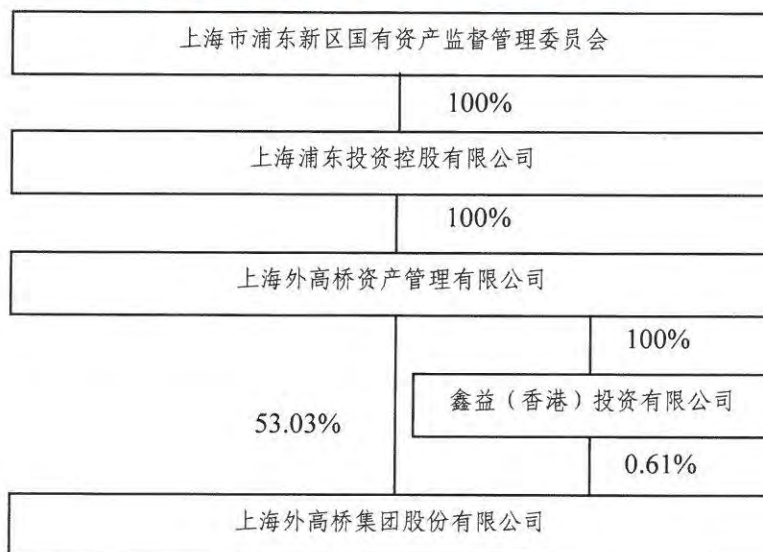 上海市浦东新区国有资产监督管理委员会
100%
上海浦东投资控股有限公司
100%
上海外高桥资产管理有限公司
100%
鑫益（香港）投资有限公司
53.03%
0.61%
上海外高桥集团股份有限公司